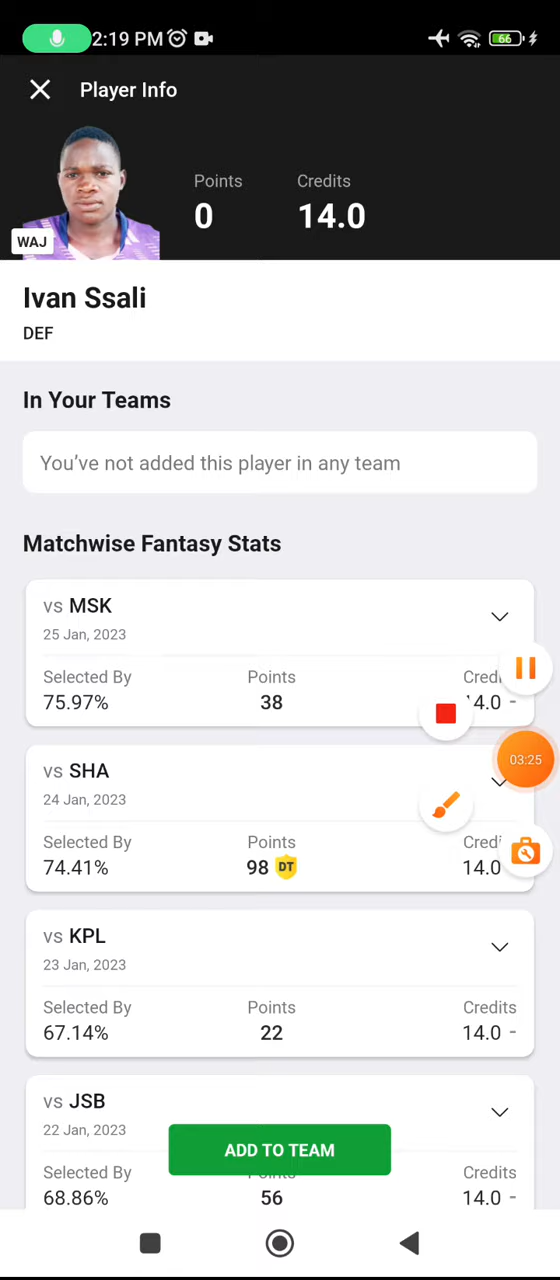 2:19 PM
66
Player Info
Points
Credits
0
14.0
WAJ
Ivan Ssali
DEF
In Your Teams
You’ve not added this player in any team
Matchwise Fantasy Stats
vs MSK
25 Jan, 2023
Selected By Points Credi
75.97% 38 14.0 -
03:25
vs SHA
24 Jan, 2023
Selected By Points Credi
74.41% 98 DT 14.0
vs KPL
23 Jan, 2023
Selected By Points Credits
67.14% 22 14.0 -
vs JSB
22 Jan, 2023
ADD TO TEAM
Selected By Points 14.0 -
68.86% 56